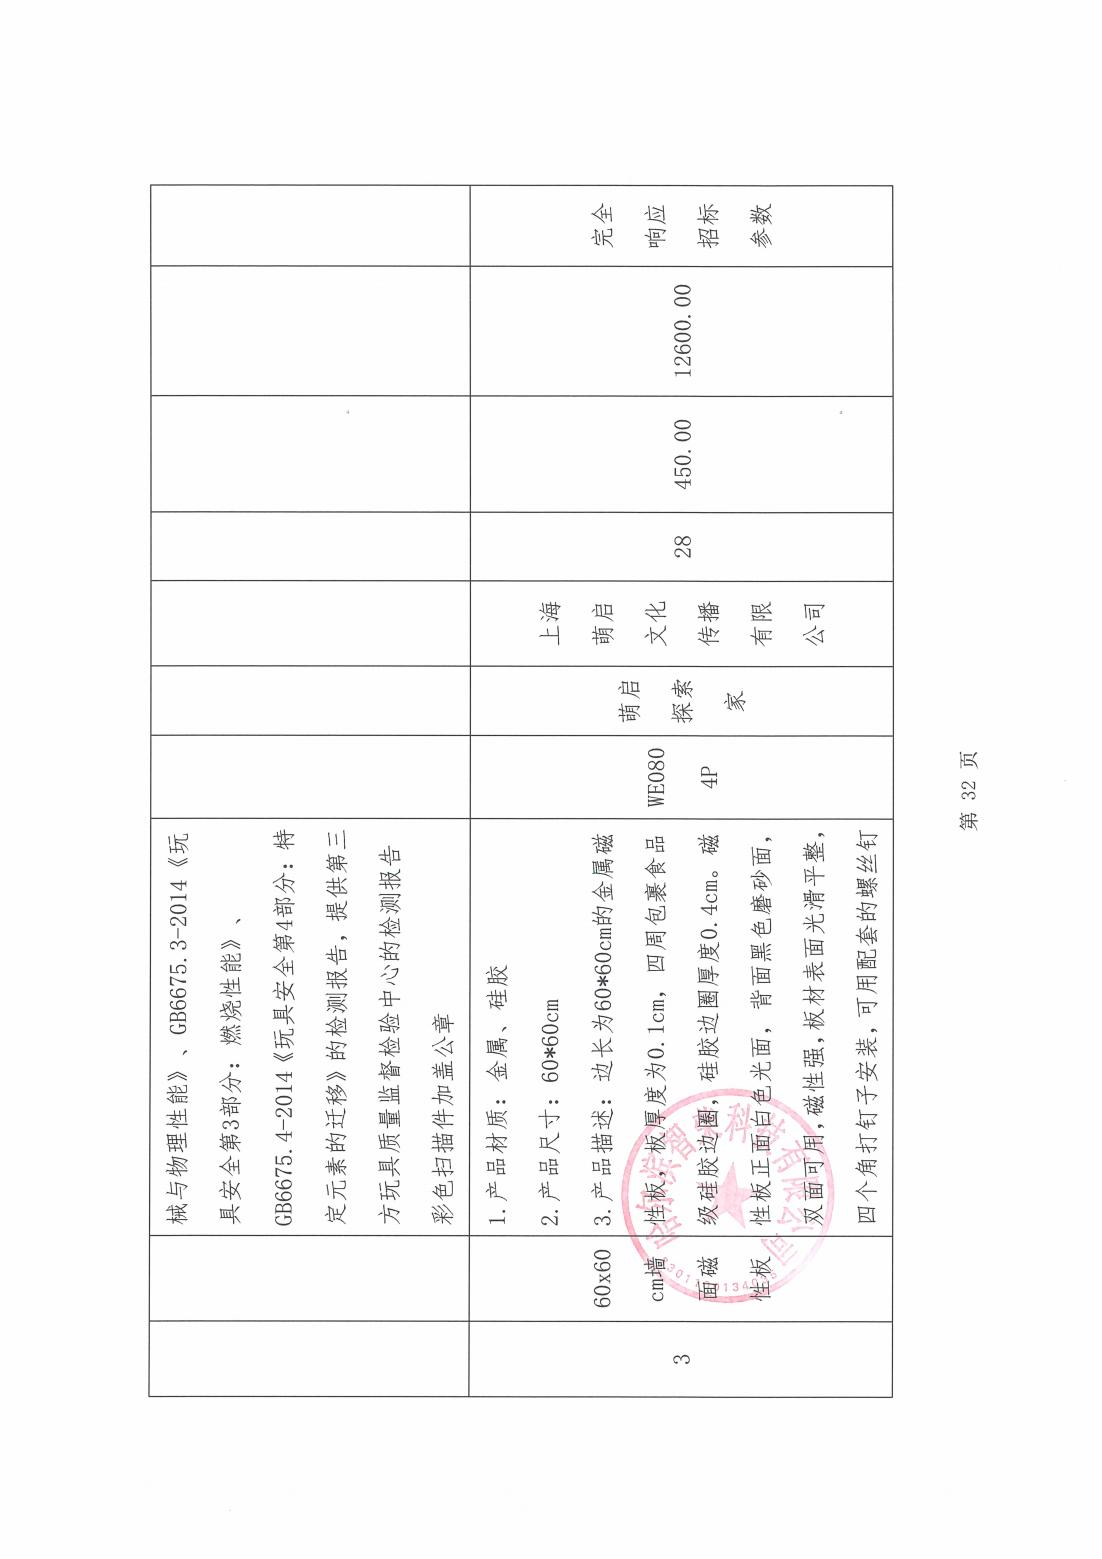 械与物理性能》、GB6675.3-2014《玩
具安全第3部分：燃烧性能》、
GB6675.4-2014《玩具安全第4部分：特
定元素的迁移》的检测报告，提供第三
方玩具质量监督检验中心的检测报告
彩色扫描件加盖公章
3
60x60
cm墙
面磁
性板
1.产品材质：金属、硅胶
2.产品尺寸：60*60cm
3.产品描述：边长为60*60cm的金属磁
性板，板厚度为0.1cm，四周包裹食品
级硅胶边圈，硅胶边圈厚度0.4cm。磁
性板正面白色光面，背面黑色磨砂面，
双面可用，磁性强，板材表面光滑平整，
四个角打钉子安装，可用配套的螺丝钉
WE080
4P
萌启
探索
家
上海
萌启
文化
传播
有限
公司
28
450.00
12600.00
完全
响应
招标
参数
哈尔滨智荣科技有限公司
第 32 页